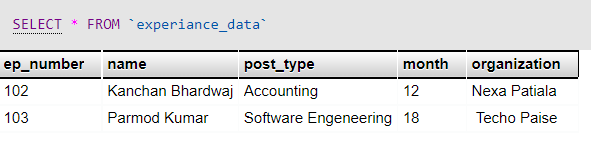 SELECT * FROM `experiance_data`
ep_number name post_type month organization
102 Kanchan Bhardwaj Accounting 12 Nexa Patiala
103 Parmod Kumar Software Engeneering 18 Techo Paise